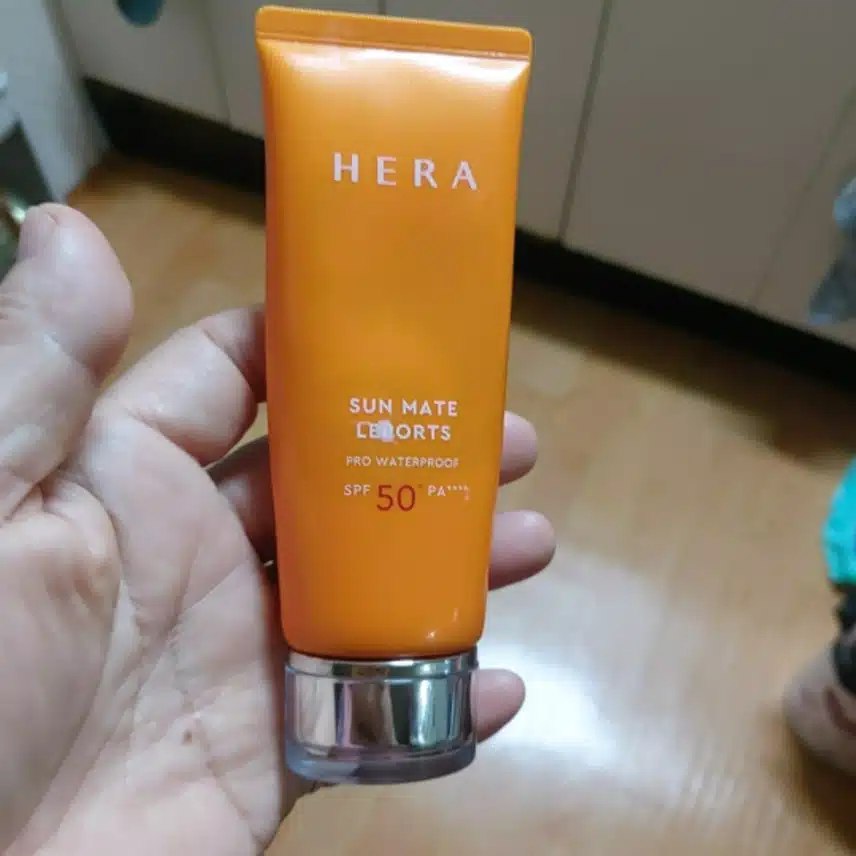 HERA
SUN MATE
PRO WATERPROOF
SPF 50+ PA++++